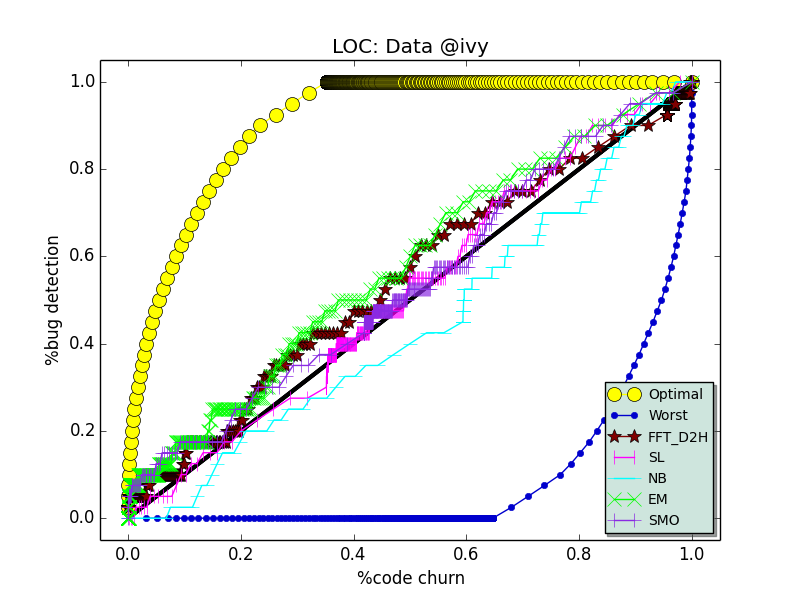 LOC: Data @ivy
1.0
0.8
0.6
0.4
0.2
0.0
%bug detection
0.0 0.2 0.4 0.6 0.8 1.0
%code churn
Optimal
Worst
FFT_D2H
SL
NB
EM
SMO